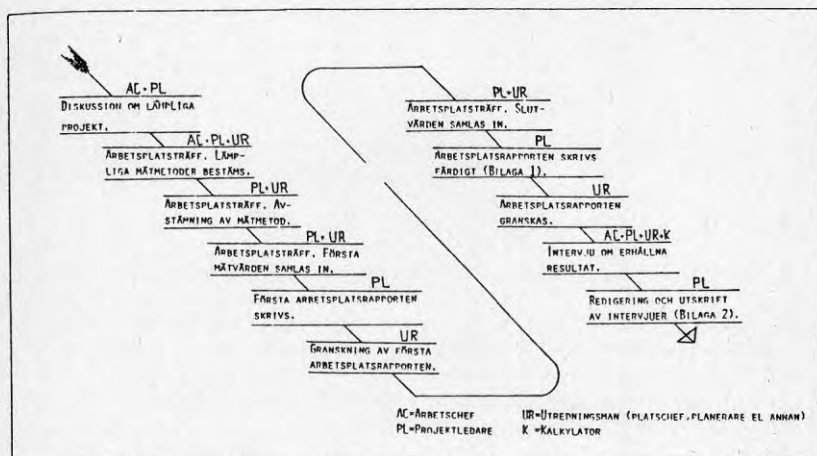 AC+PL
DISKUSSION OM LÄMPLIGA
PROJEKT.
AC+PL+UR
ARBETSPLATSTRÄFF. LÄMP-
LIGA MÄTMETODER BESTÄMS.
PL+UR
ARBETSPLATSTRÄFF. AV-
STÄMNING AV MÄTMETOD.
PL+UR
ARBETSPLATSTRÄFF. FÖRSTA
MÄTVÄRDEN SAMLAS IN.
PL
FÖRSTA ARBETSPLATSRAPPORTEN
SKRIVS.
UR
GRANSKNING AV FÖRSTA
ARBETSPLATSRAPPORTEN.
PL+UR
ARBETSPLATSTRÄFF. SLUT-
VÄRDEN SAMLAS IN.
PL
ARBETSPLATSRAPPORTEN SKRIVS
FÄRDIGT (BILAGA 1).
UR
ARBETSPLATSRAPPORTEN
GRANSKAS.
AC+PL+UR+K
INTERVJU OM ERHÅLLNA
RESULTAT.
PL
REDIGERING OCH UTSKRIFT
AV INTERVJUER (BILAGA 2).
AC=ARBETSCHEF
PL=PROJEKTLEDARE
UR=UTREDNINGSMAN (PLATSCHEF, PLANERARE EL ANNAN)
K =KALKYLATOR